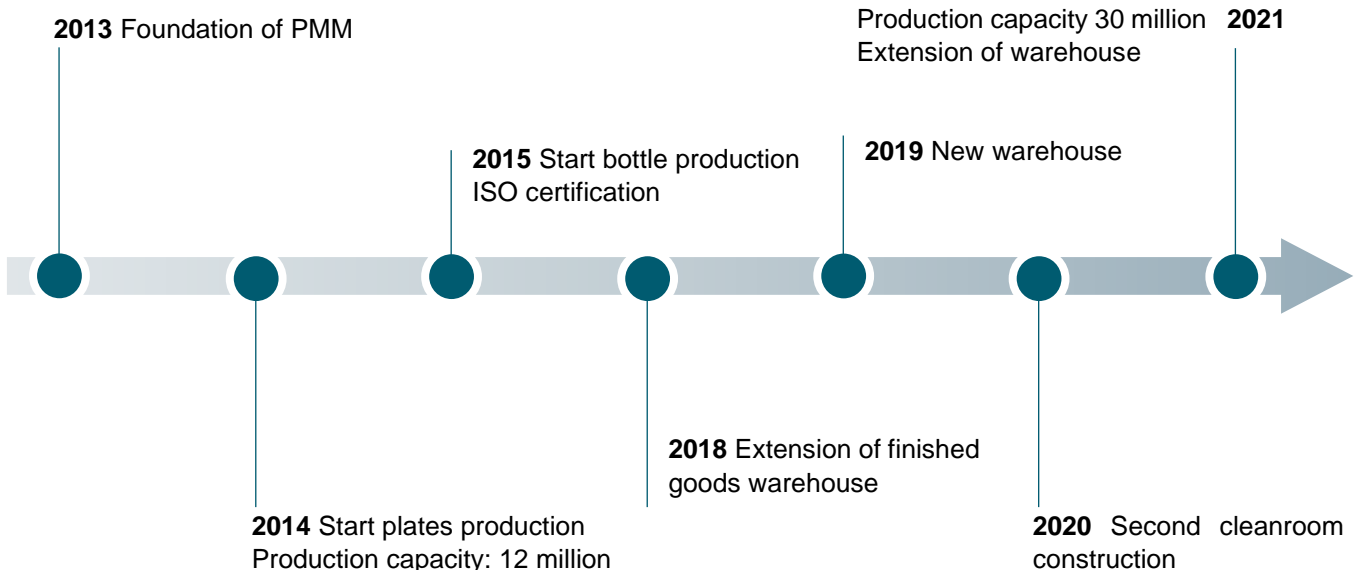 2013 Foundation of PMM
Production capacity 30 million 2021
Extension of warehouse
2015 Start bottle production
ISO certification
2019 New warehouse
2018 Extension of finished
goods warehouse
2014 Start plates production
Production capacity: 12 million
2020 Second cleanroom
construction